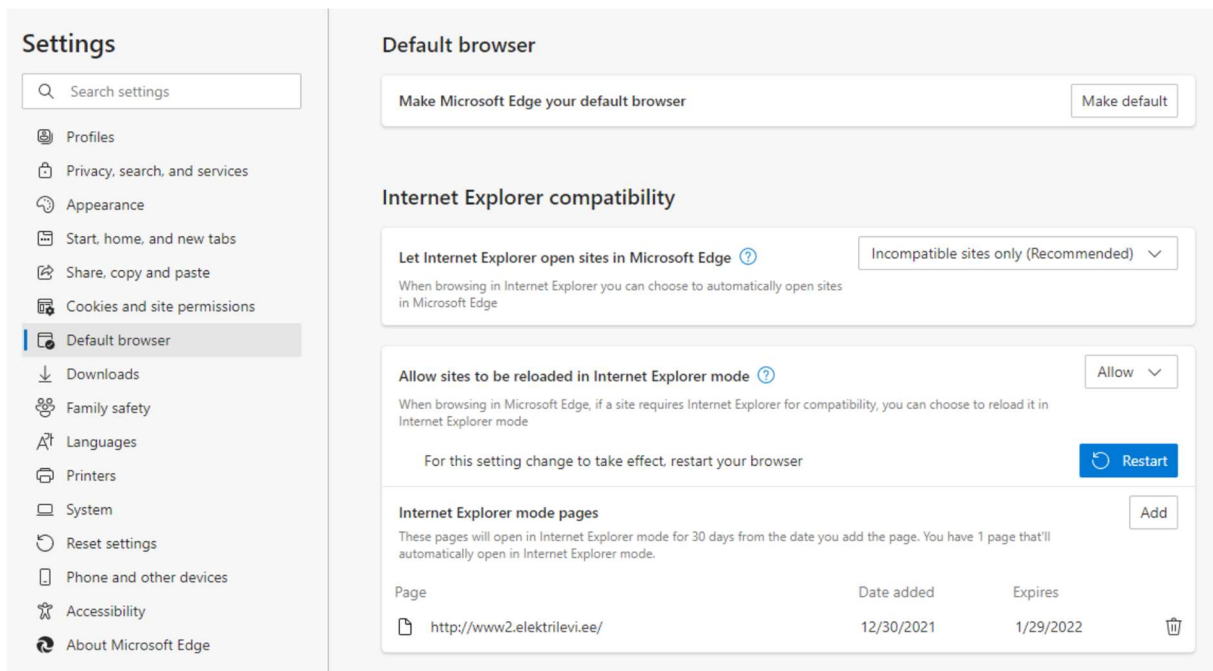 Settings
Search settings
Profiles
Privacy, search, and services
Appearance
Start, home, and new tabs
Share, copy and paste
Cookies and site permissions
Default browser
Downloads
Family safety
Languages
Printers
System
Reset settings
Phone and other devices
Accessibility
About Microsoft Edge
Default browser
Make Microsoft Edge your default browser
Make default
Internet Explorer compatibility
Let Internet Explorer open sites in Microsoft Edge
Incompatible sites only (Recommended)
When browsing in Internet Explorer you can choose to automatically open sites
in Microsoft Edge
Allow sites to be reloaded in Internet Explorer mode
Allow
When browsing in Microsoft Edge, if a site requires Internet Explorer for compatibility, you can choose to reload it in
Internet Explorer mode
For this setting change to take effect, restart your browser
Restart
Internet Explorer mode pages
Add
These pages will open in Internet Explorer mode for 30 days from the date you add the page. You have 1 page that'll
automatically open in Internet Explorer mode.
Page Date added Expires
http://www2.elektrilevi.ee/ 12/30/2021 1/29/2022